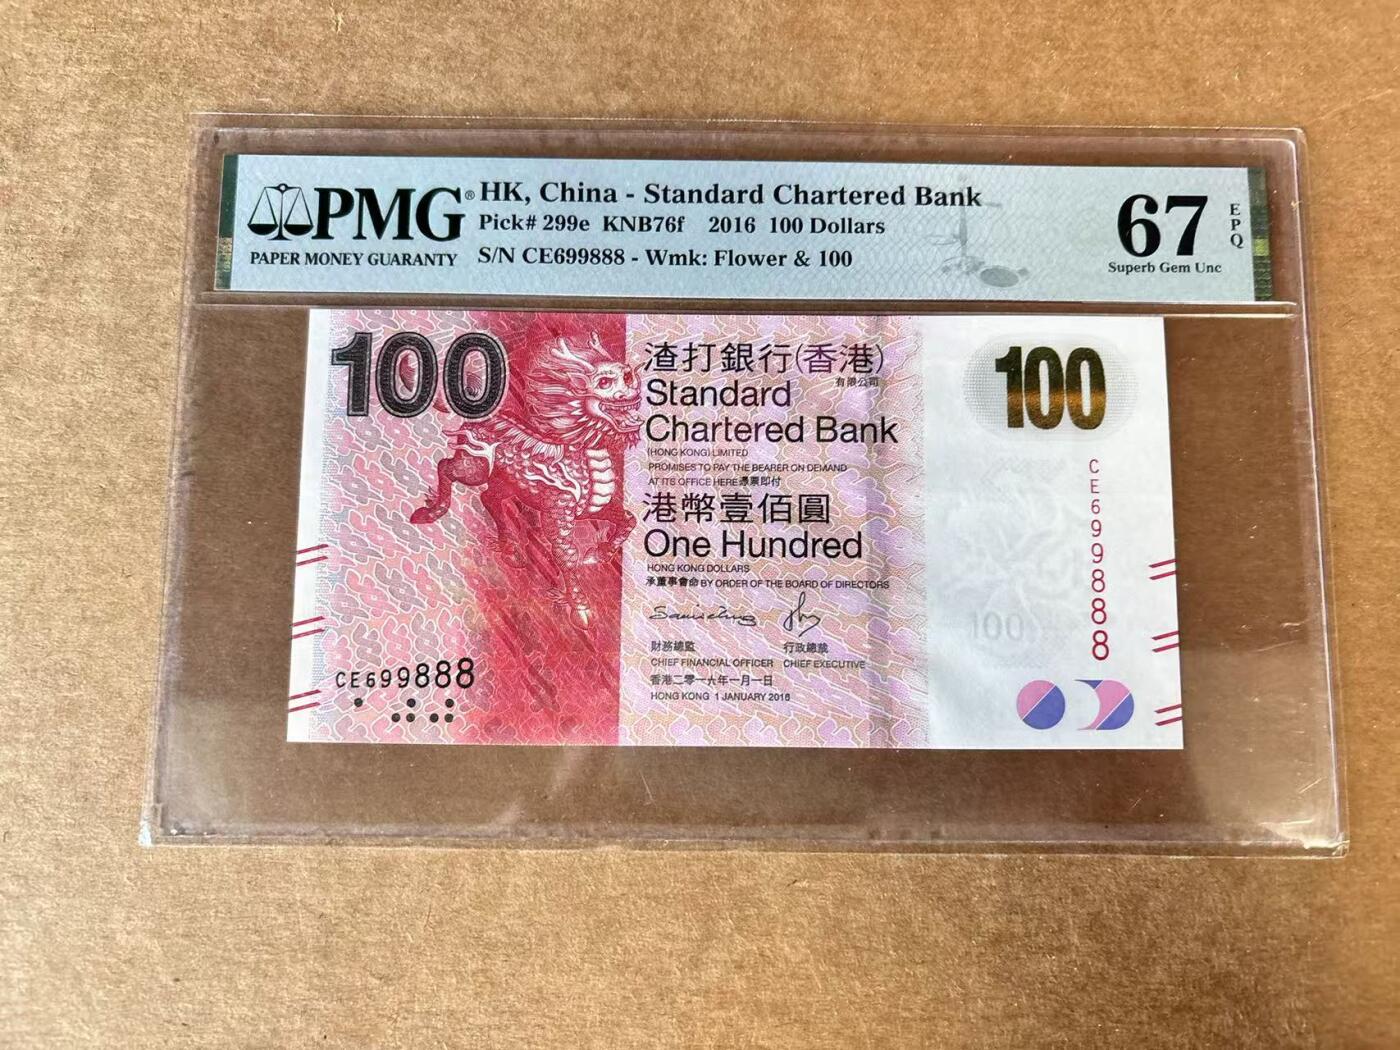 PMG®
PAPER MONEY GUARANTY
HK, China - Standard Chartered Bank
Pick# 299e KNB76f 2016 100 Dollars
S/N CE699888 - Wmk: Flower & 100
67
EPQ
Superb Gem Unc
100
渣打銀行(香港)
有限公司
Standard
Chartered Bank
(HONG KONG) LIMITED
PROMISES TO PAY THE BEARER ON DEMAND
AT ITS OFFICE HERE 憑票即付
港幣壹佰圓
One Hundred
HONG KONG DOLLARS
承董事會命 BY ORDER OF THE BOARD OF DIRECTORS
財務總監 行政總裁
CHIEF FINANCIAL OFFICER CHIEF EXECUTIVE
香港二零一六年一月一日
HONG KONG 1 JANUARY 2016
CE699888
100
CE699888
100